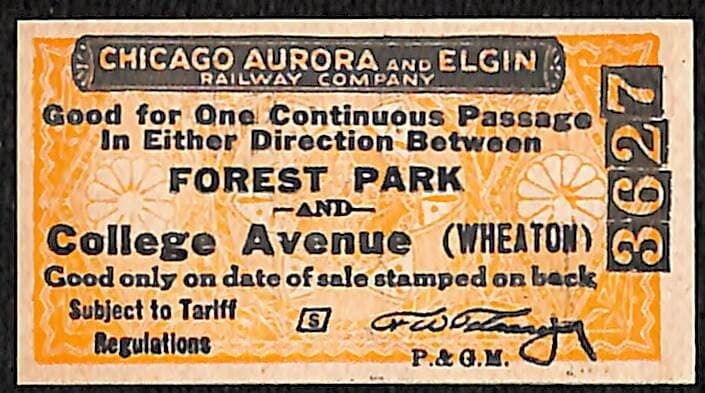 CHICAGO AURORA AND ELGIN
RAILWAY COMPANY
Good for One Continuous Passage
In Either Direction Between
FOREST PARK
—AND—
College Avenue (WHEATON)
Good only on date of sale stamped on back
Subject to Tariff
Regulations
S
P. & G.M.
3627